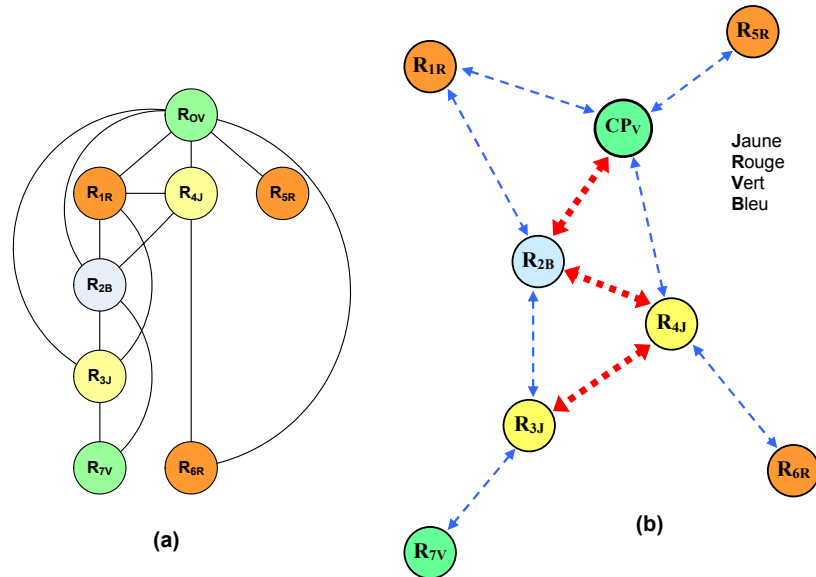 R0V
R1R
R4J
R5R
R2B
R3J
R7V
R6R
(a)
R1R
R5R
CPV
R2B
R4J
R3J
R6R
R7V
(b)
Jaune
Rouge
Vert
Bleu